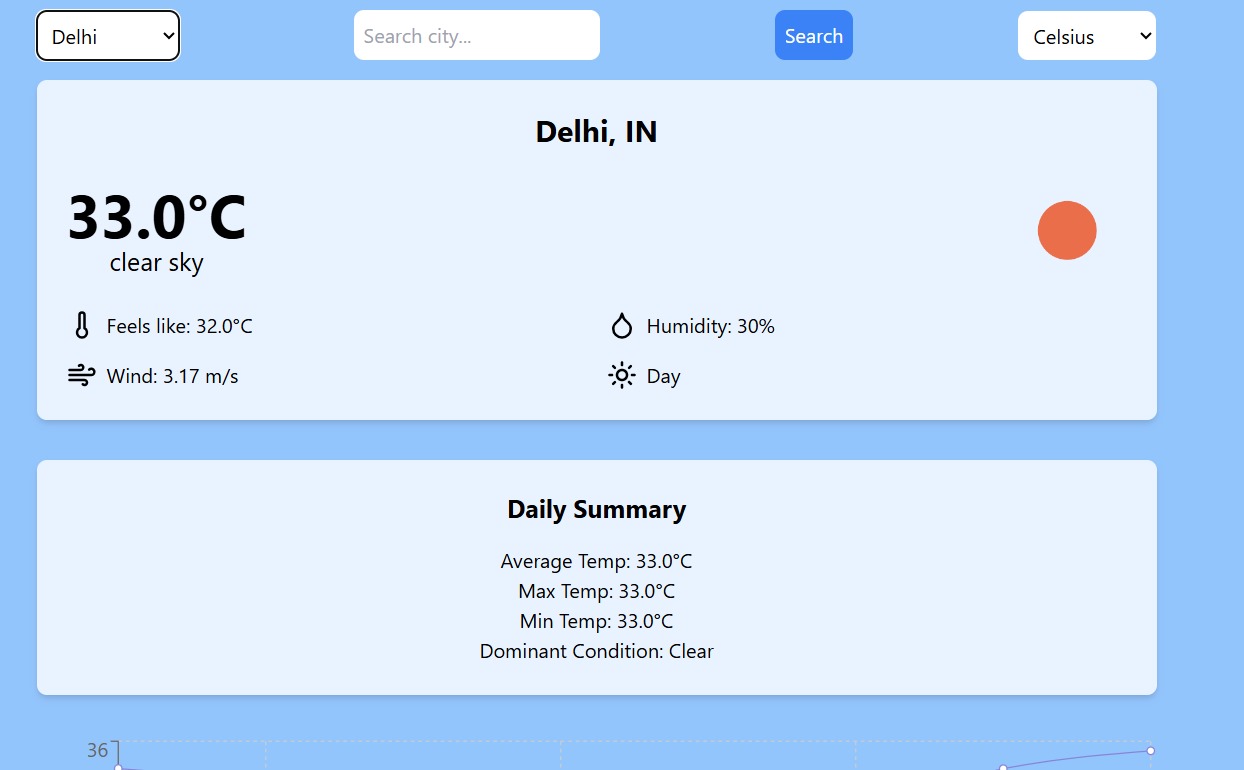 Delhi
Search city...
Search
Celsius
Delhi, IN
33.0°C
clear sky
Feels like: 32.0°C
Humidity: 30%
Wind: 3.17 m/s
Day
Daily Summary
Average Temp: 33.0°C
Max Temp: 33.0°C
Min Temp: 33.0°C
Dominant Condition: Clear
36